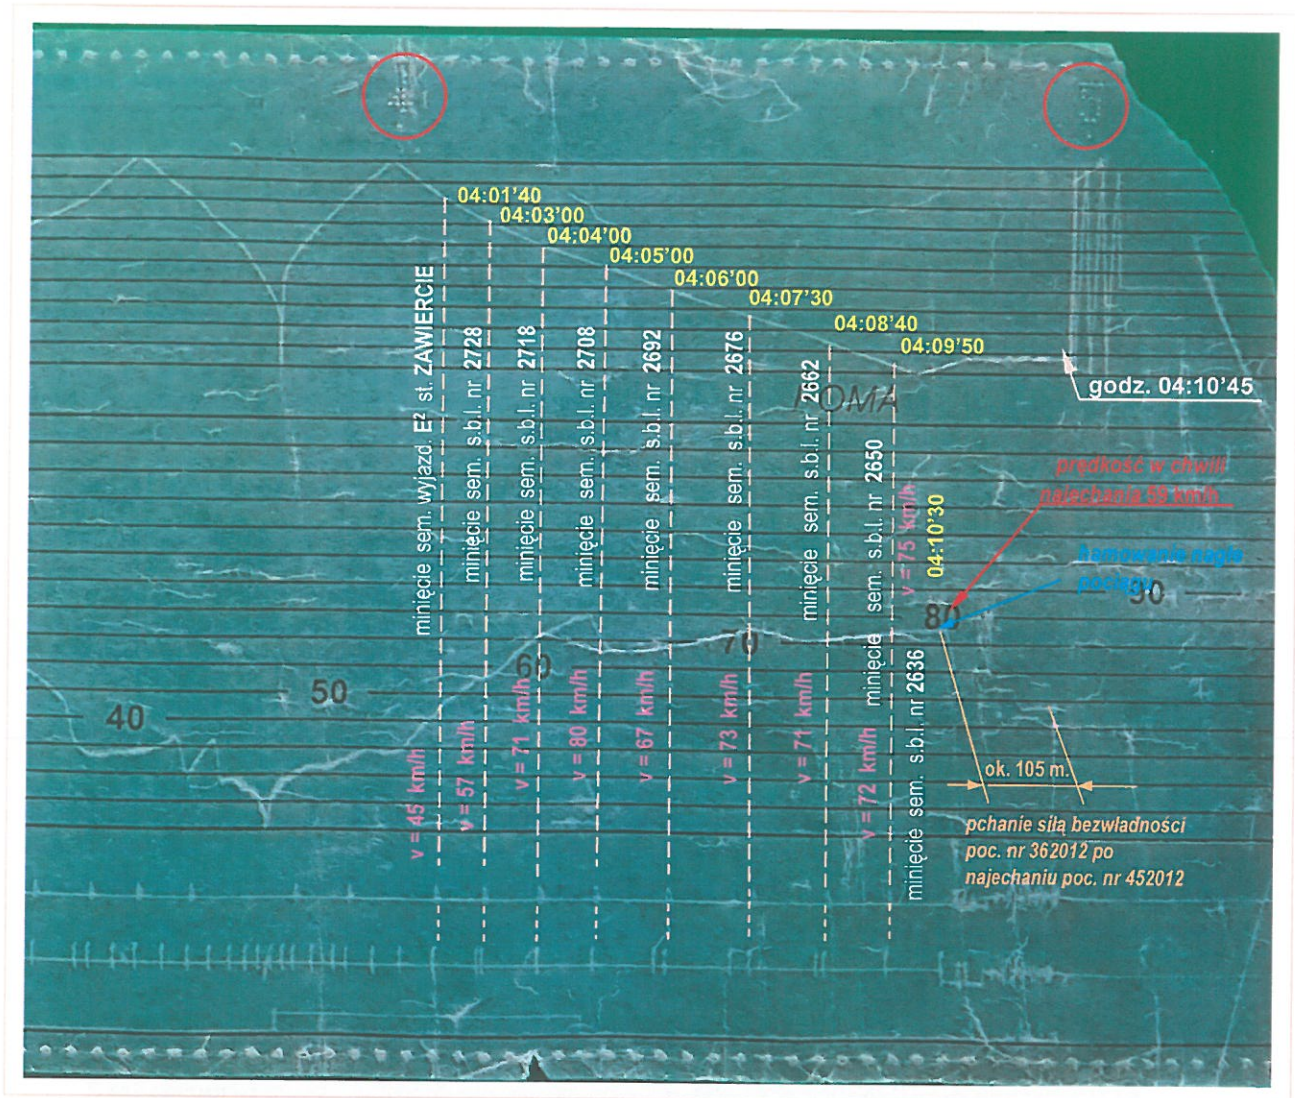 04:01'40
04:03'00
04:04'00
04:05'00
04:06'00
04:07'30
04:08'40
04:09'50
godz. 04:10'45
minięcie sem. wyjazd. E² st. ZAWIERCIE
minięcie sem. s.b.l. nr 2728
minięcie sem. s.b.l. nr 2718
minięcie sem. s.b.l. nr 2708
minięcie sem. s.b.l. nr 2692
minięcie sem. s.b.l. nr 2676
minięcie sem. s.b.l. nr 2662
minięcie sem. s.b.l. nr 2650
minięcie sem. s.b.l. nr 2636
04:10'30
v = 45 km/h
v = 57 km/h
v = 71 km/h
v = 80 km/h
v = 67 km/h
v = 73 km/h
v = 71 km/h
v = 72 km/h
v = 75 km/h
prędkość w chwili
najechania 59 km/h
hamowanie nagłe
pociągu
40
50
60
70
80
90
ok. 105 m.
pchanie siłą bezwładności
poc. nr 362012 po
najechaniu poc. nr 452012